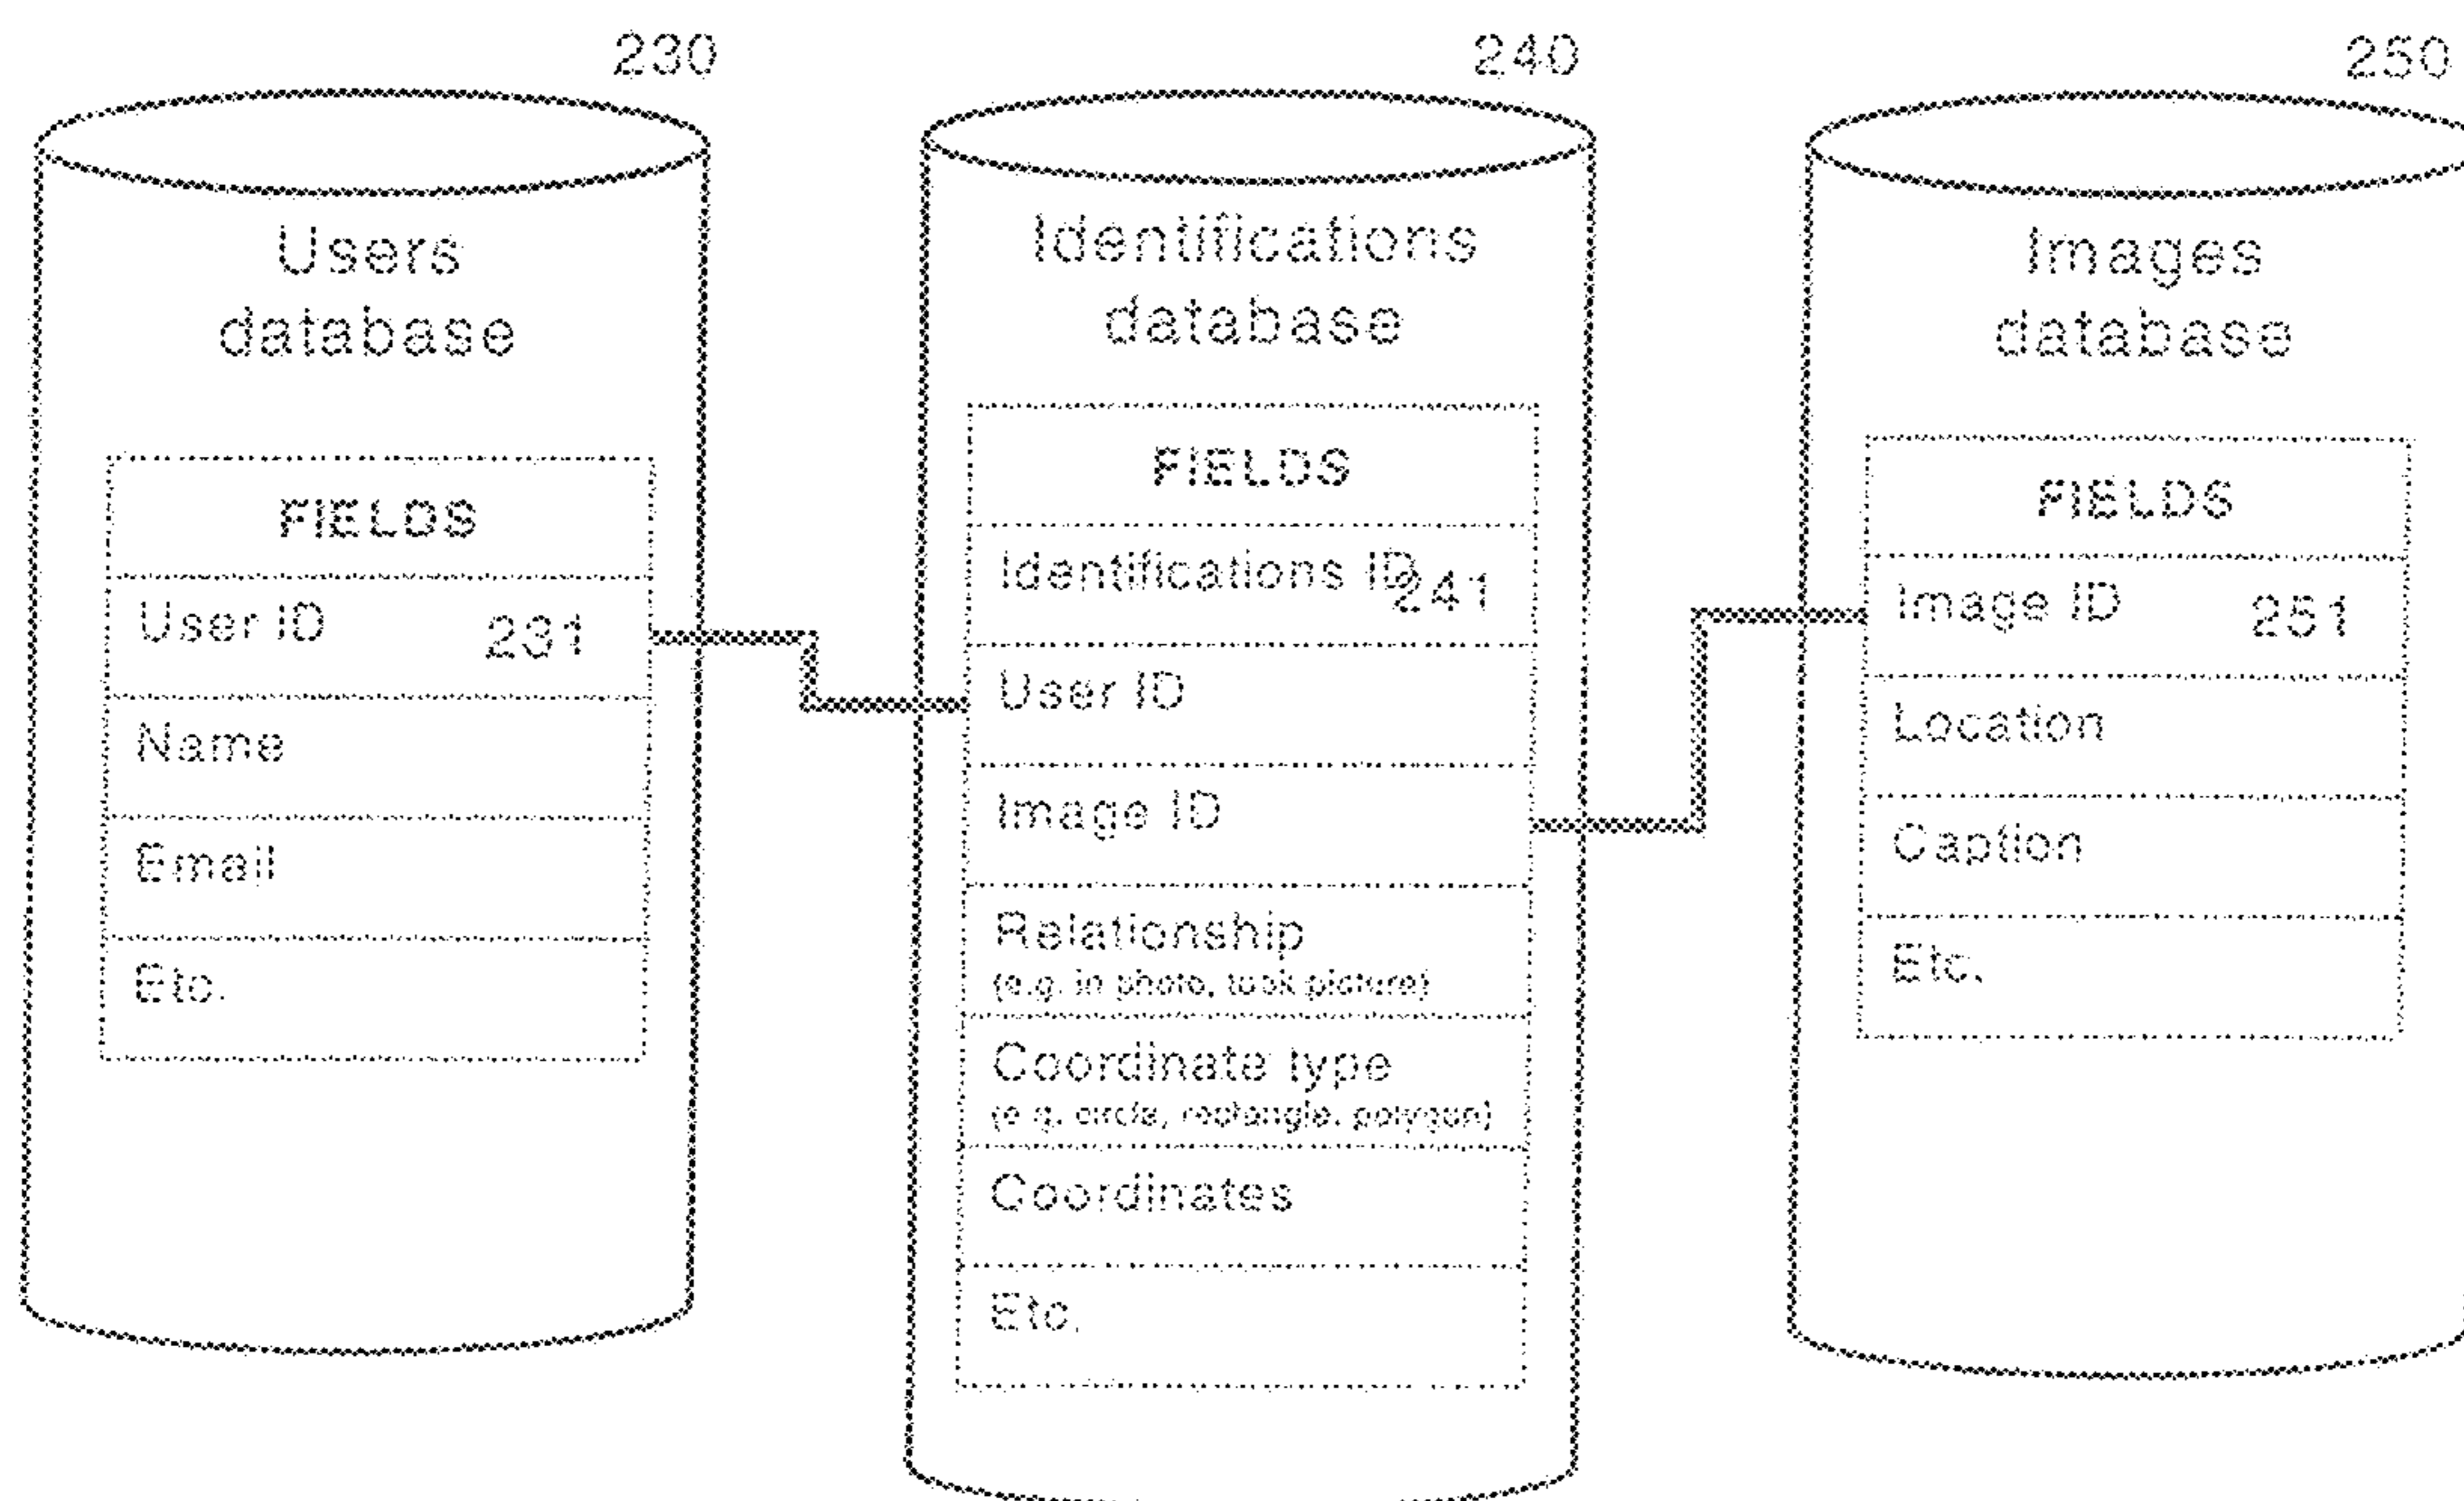 230
Users
database
FIELDS
User ID 231
Name
Email
Etc.
240
Identifications
database
FIELDS
Identifications ID 241
User ID
Image ID
Relationship
(e.g. in photo, took picture)
Coordinate type
(e.g. circle, rectangle, polygon)
Coordinates
Etc.
250
Images
database
FIELDS
Image ID 251
Location
Caption
Etc.